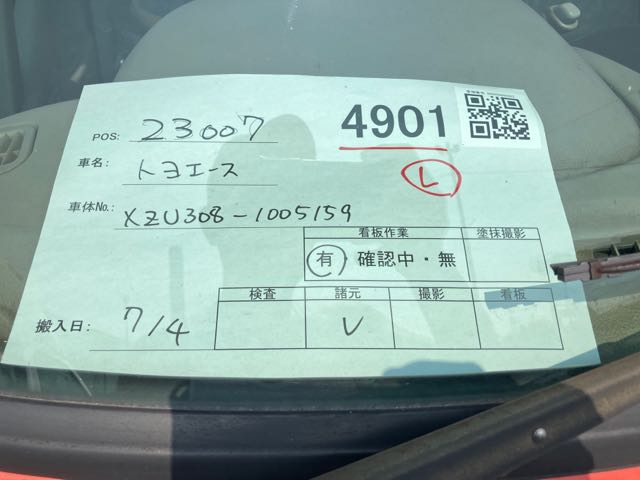 POS: 23007
4901
車名: トヨエース
L
車体No.: XZU308-1005159
看板作業 塗抹撮影
有・確認中・無
検査 諸元 撮影 看板
搬入日: 7/4 レ